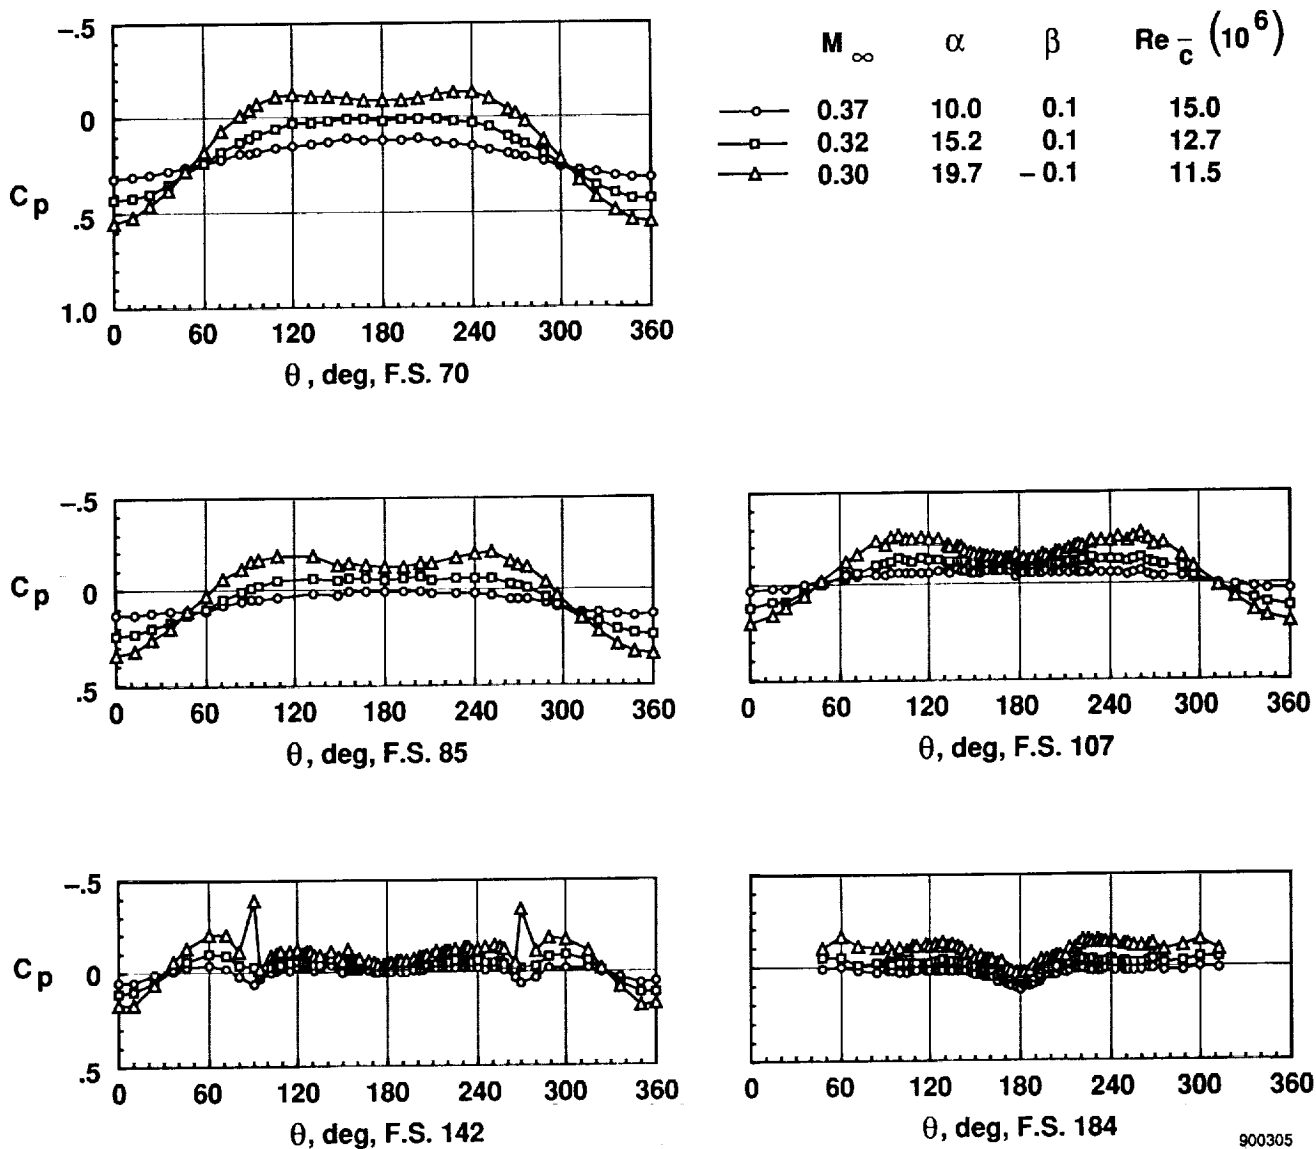 M∞ α β Re c̄ (10⁶)
0.37 10.0 0.1 15.0
0.32 15.2 0.1 12.7
0.30 19.7 −0.1 11.5
−.5
0
.5
1.0
Cp
0 60 120 180 240 300 360
θ, deg, F.S. 70
−.5
0
.5
Cp
0 60 120 180 240 300 360
θ, deg, F.S. 85
0 60 120 180 240 300 360
θ, deg, F.S. 107
−.5
0
.5
Cp
0 60 120 180 240 300 360
θ, deg, F.S. 142
0 60 120 180 240 300 360
θ, deg, F.S. 184
900305